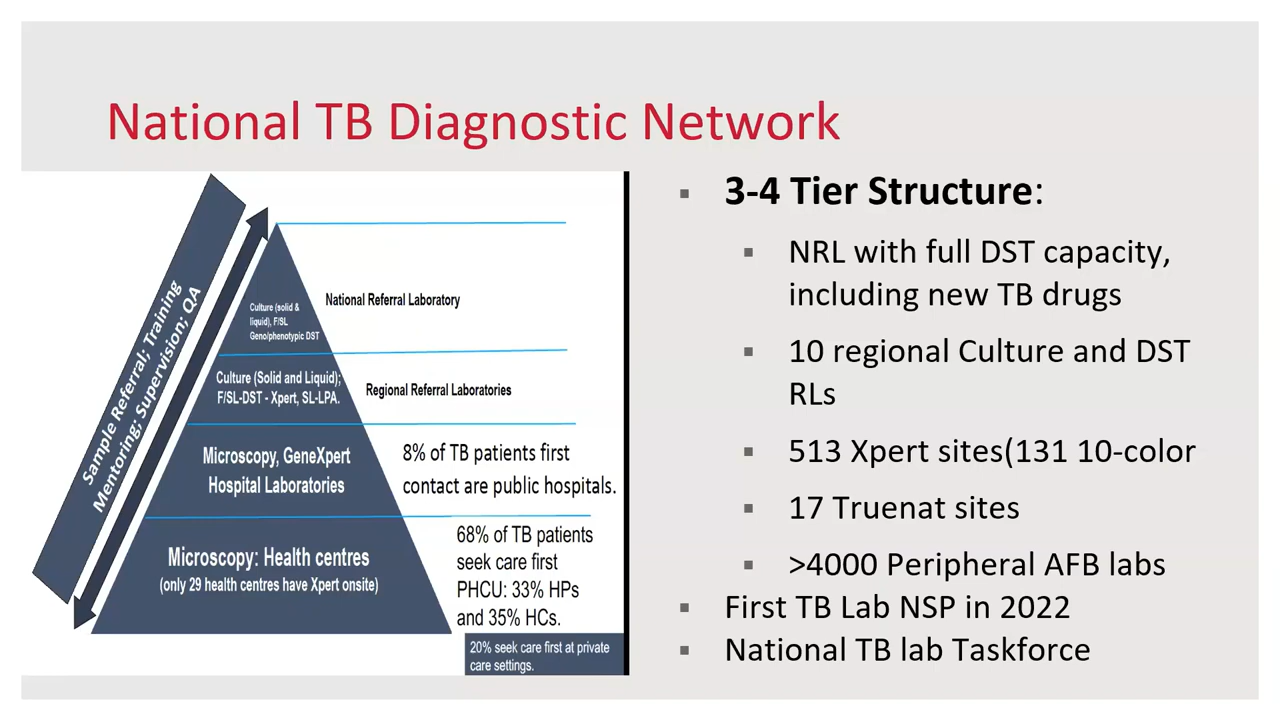 National TB Diagnostic Network
Sample Referral; Training
Mentoring; Supervision; QA
Culture (solid &
liquid), F/SL
Geno/phenotypic DST
National Referral Laboratory
Culture (Solid and Liquid);
F/SL-DST - Xpert, SL-LPA.
Regional Referral Laboratories
Microscopy, GeneXpert
Hospital Laboratories
8% of TB patients first
contact are public hospitals.
Microscopy: Health centres
(only 29 health centres have Xpert onsite)
68% of TB patients
seek care first
PHCU: 33% HPs
and 35% HCs.
20% seek care first at private
care settings.
▪ 3-4 Tier Structure:
▪ NRL with full DST capacity,
including new TB drugs
▪ 10 regional Culture and DST
RLs
▪ 513 Xpert sites(131 10-color
▪ 17 Truenat sites
▪ >4000 Peripheral AFB labs
▪ First TB Lab NSP in 2022
▪ National TB lab Taskforce